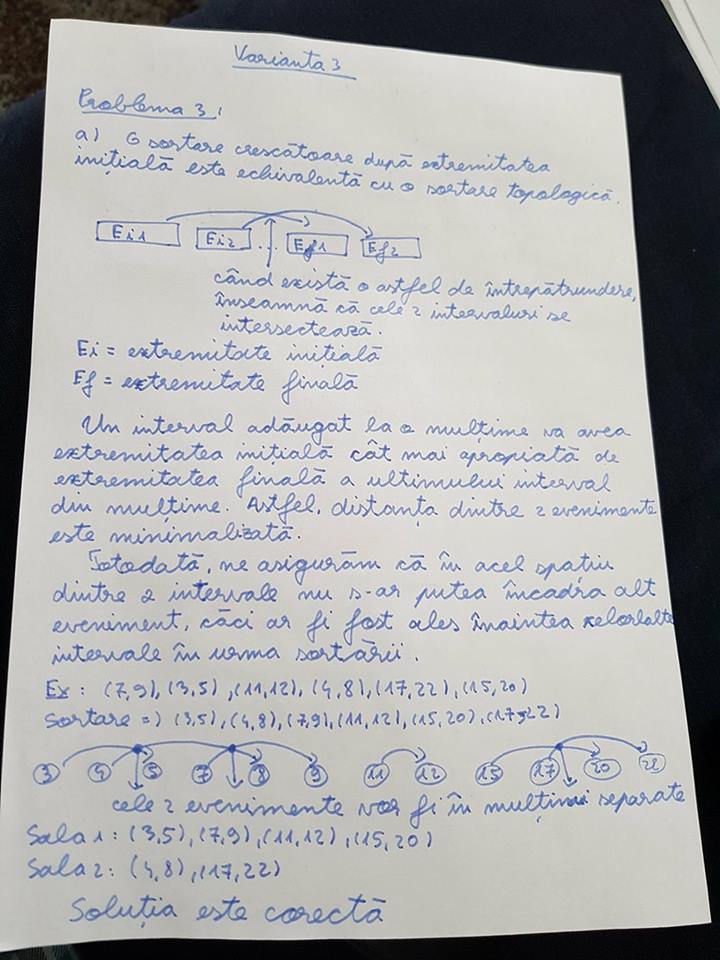 Varianta 3
Problema 3:
a) O sortare crescătoare după extremitatea
inițială este echivalentă cu o sortare topologică.
Ei1 Ei2 ... Ef1 Ef2
când există o astfel de întrepătrundere,
înseamnă că cele 2 intervaluri se
intersectează.
Ei = extremitate inițială
Ef = extremitate finală
Un interval adăugat la o mulțime va avea
extremitatea inițială cât mai apropiată de
extremitatea finală a ultimului interval
din mulțime. Astfel, distanța dintre 2 evenimente
este minimalizată.
Totodată, ne asigurăm că în acel spațiu
dintre 2 intervale nu s-ar putea încadra alt
eveniment, căci ar fi fost ales înaintea celorlalte
intervale în urma sortării.
Ex: (7,9), (3,5), (11,12), (4,8), (17,22), (15,20)
Sortare =) (3,5), (4,8), (7,9), (11,12), (15,20), (17,22)
3 4 5 7 8 9 11 12 15 17 20 22
cele 2 evenimente vor fi în mulțimi separate
Sala 1: (3,5), (7,9), (11,12), (15,20)
Sala 2: (4,8), (17,22)
Soluția este corectă